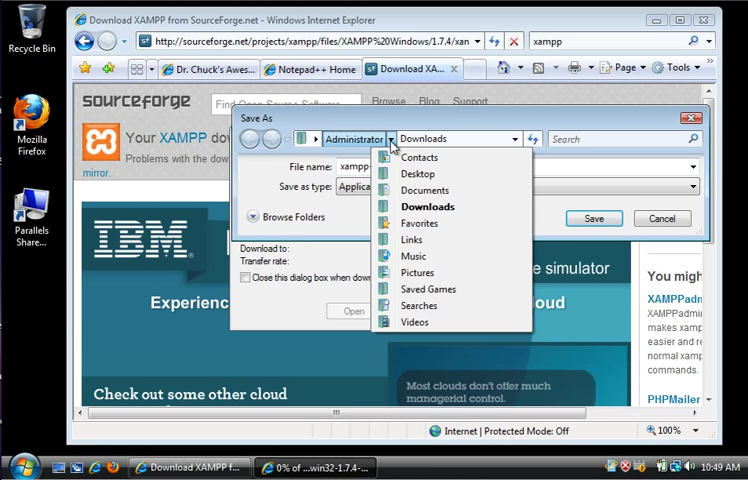 Recycle Bin
Mozilla
Firefox
Parallels
Share...
Download XAMPP from SourceForge.net - Windows Internet Explorer
http://sourceforge.net/projects/xampp/files/XAMPP%20Windows/1.7.4/xan
xampp
Dr. Chuck's Awes...
Notepad++ Home
Download XA...
Page
Tools
sourceforge
Find Open Source Software
Browse
Blog
Support
Your XAMPP dow
Problems with the dow
mirror.
Save As
Administrator
Downloads
Search
File name:
xampp-
Save as type:
Applica
Browse Folders
Save
Cancel
Contacts
Desktop
Documents
Downloads
Favorites
Links
Music
Pictures
Saved Games
Searches
Videos
Download to:
Transfer rate:
Close this dialog box when down
Open
IBM
e simulator
Experienc
oud
Check out some other cloud
Most clouds don't offer much
managerial control.
You migh
XAMPPadm
XAMPPadmi
makes xamp
easier and re
normal xamp
commands.
PHPMailer
Internet | Protected Mode: Off
100%
Download XAMPP f...
0% of ...win32-1.7.4-...
10:49 AM